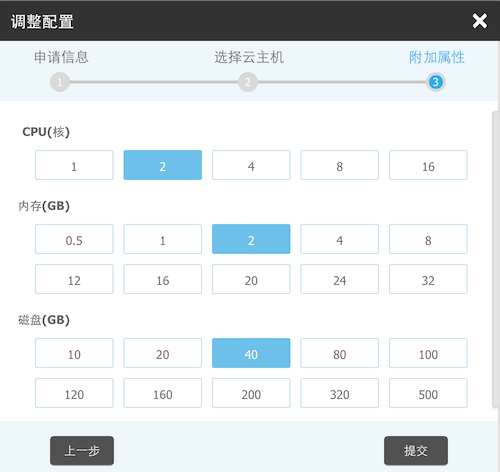 调整配置
申请信息 选择云主机 附加属性
1 2 3
CPU(核)
1 2 4 8 16
内存(GB)
0.5 1 2 4 8
12 16 20 24 32
磁盘(GB)
10 20 40 80 100
120 160 200 320 500
上一步 提交